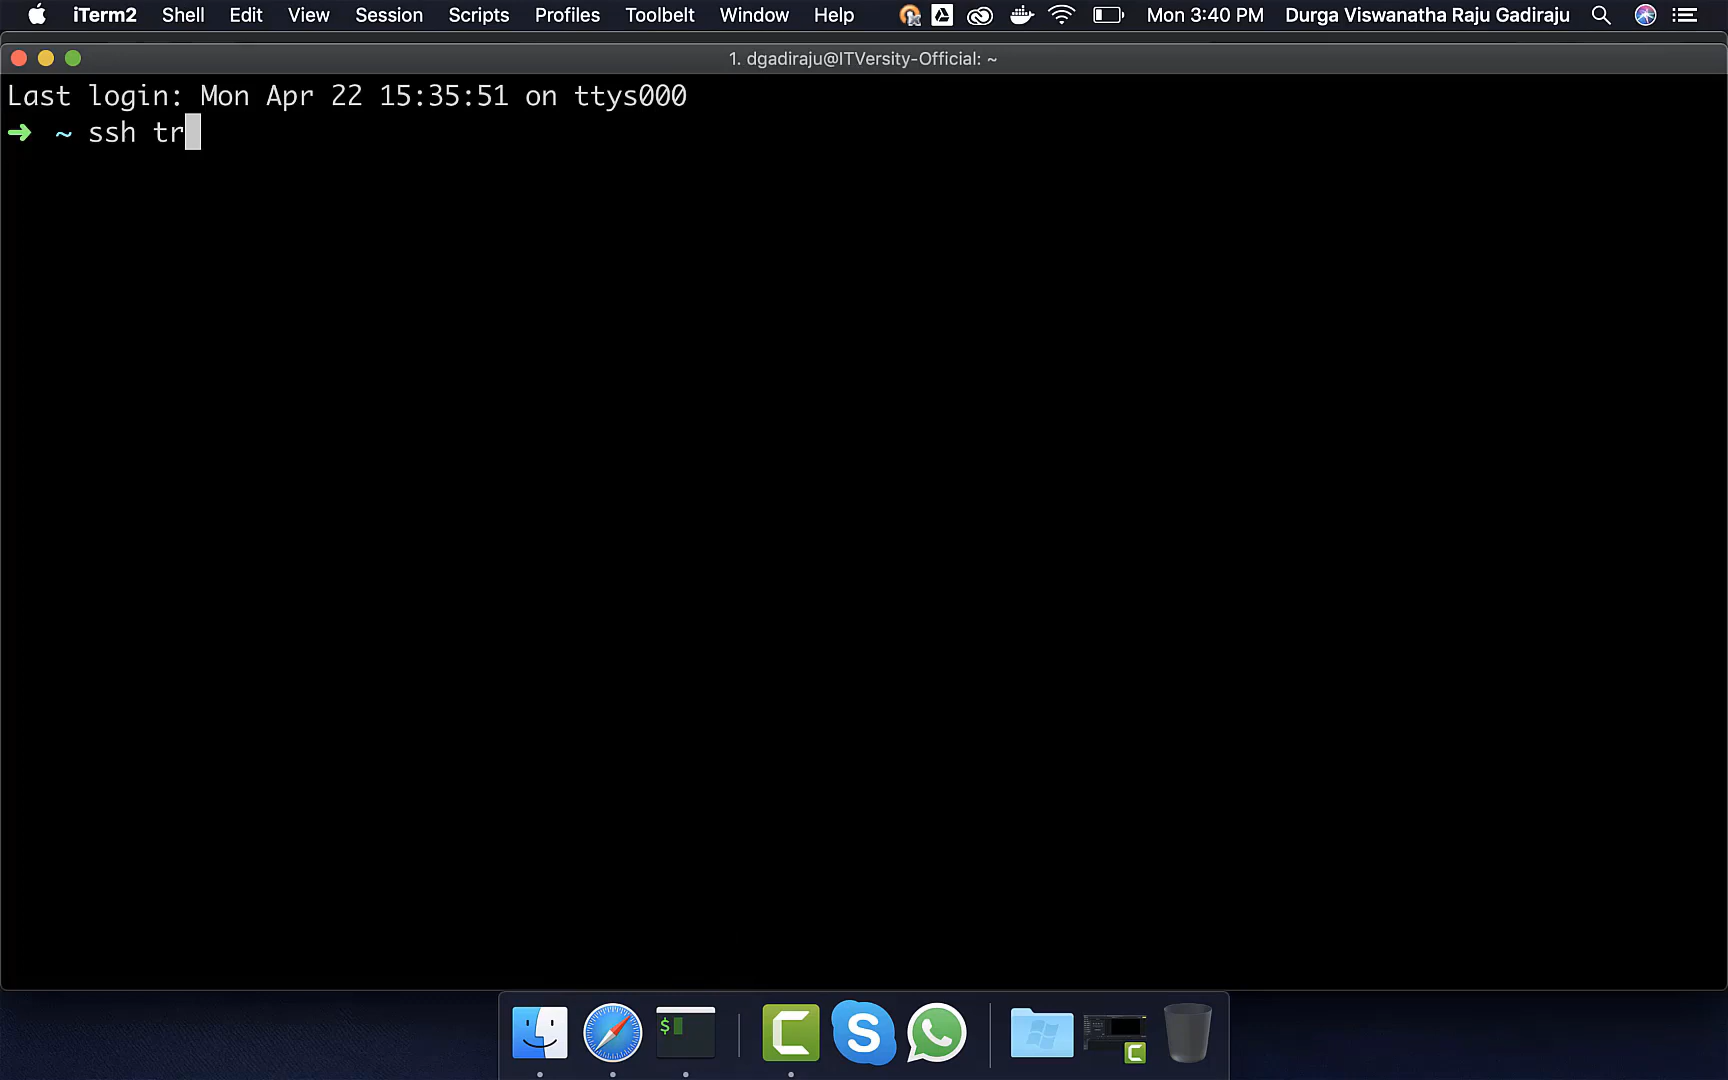 iTerm2 Shell Edit View Session Scripts Profiles Toolbelt Window Help Mon 3:40 PM Durga Viswanatha Raju Gadiraju
1. dgadiraju@ITVersity-Official: ~
Last login: Mon Apr 22 15:35:51 on ttys000
➜ ~ ssh tr
$